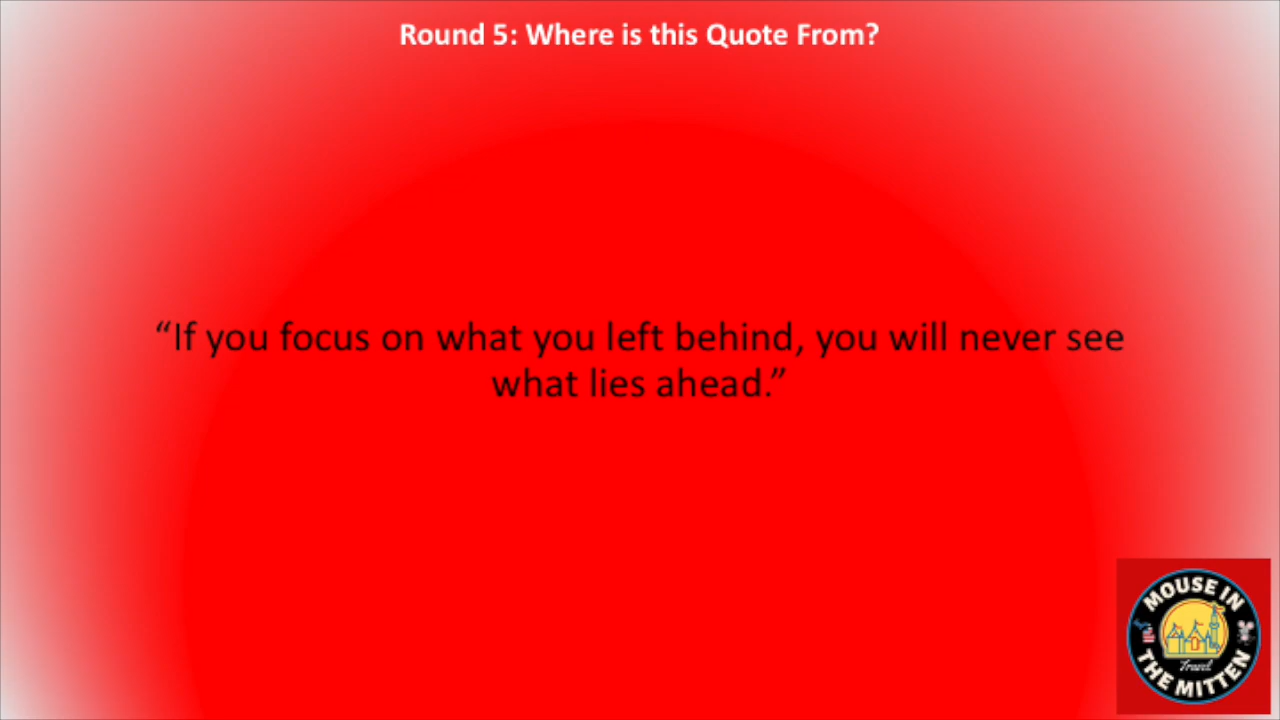 Round 5: Where is this Quote From?
“If you focus on what you left behind, you will never see
what lies ahead.”
MOUSE IN
Travel
THE MITTEN